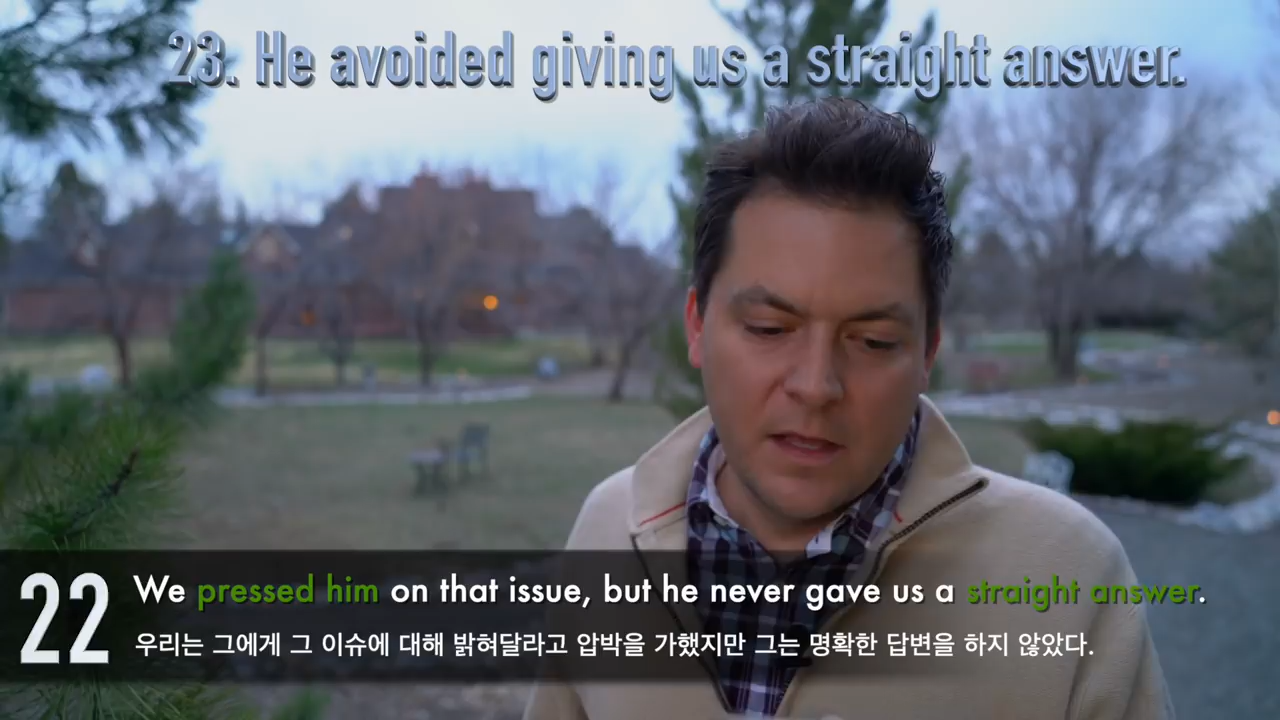 23. He avoided giving us a straight answer.
22
We pressed him on that issue, but he never gave us a straight answer.
우리는 그에게 그 이슈에 대해 밝혀달라고 압박을 가했지만 그는 명확한 답변을 하지 않았다.